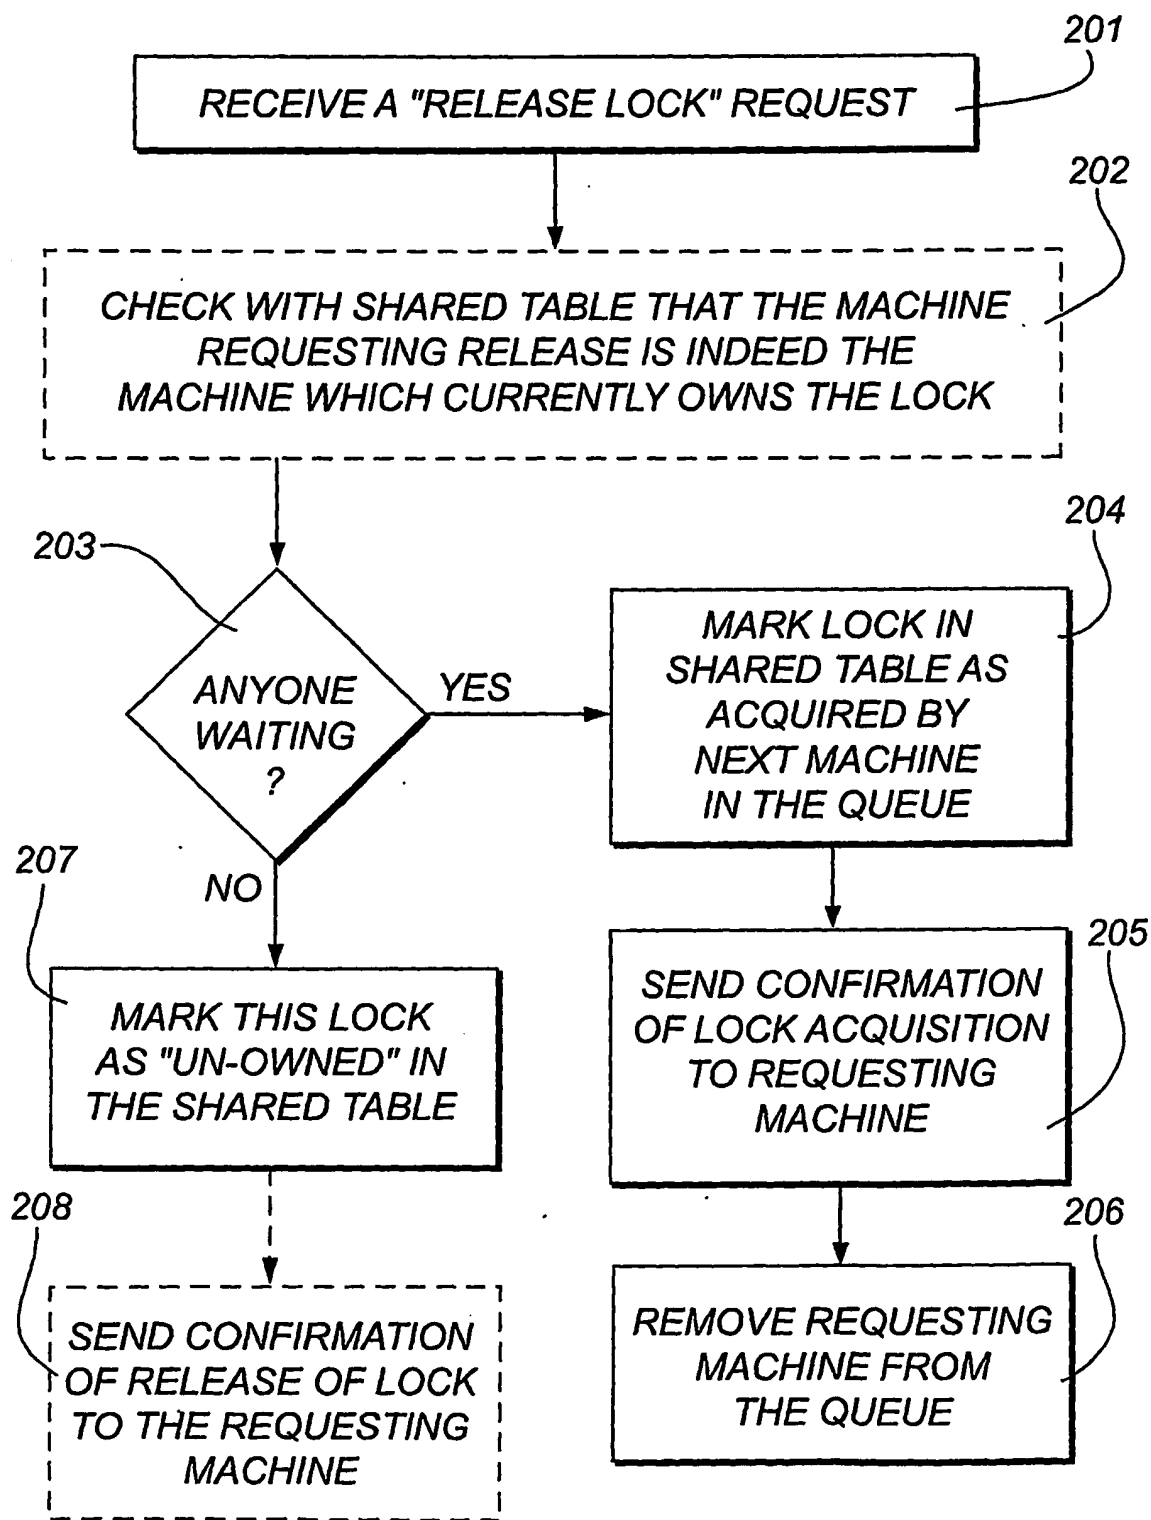 201
RECEIVE A "RELEASE LOCK" REQUEST
202
CHECK WITH SHARED TABLE THAT THE MACHINE
REQUESTING RELEASE IS INDEED THE
MACHINE WHICH CURRENTLY OWNS THE LOCK
203
ANYONE
WAITING
?
YES
NO
204
MARK LOCK IN
SHARED TABLE AS
ACQUIRED BY
NEXT MACHINE
IN THE QUEUE
205
SEND CONFIRMATION
OF LOCK ACQUISITION
TO REQUESTING
MACHINE
206
REMOVE REQUESTING
MACHINE FROM
THE QUEUE
207
MARK THIS LOCK
AS "UN-OWNED" IN
THE SHARED TABLE
208
SEND CONFIRMATION
OF RELEASE OF LOCK
TO THE REQUESTING
MACHINE